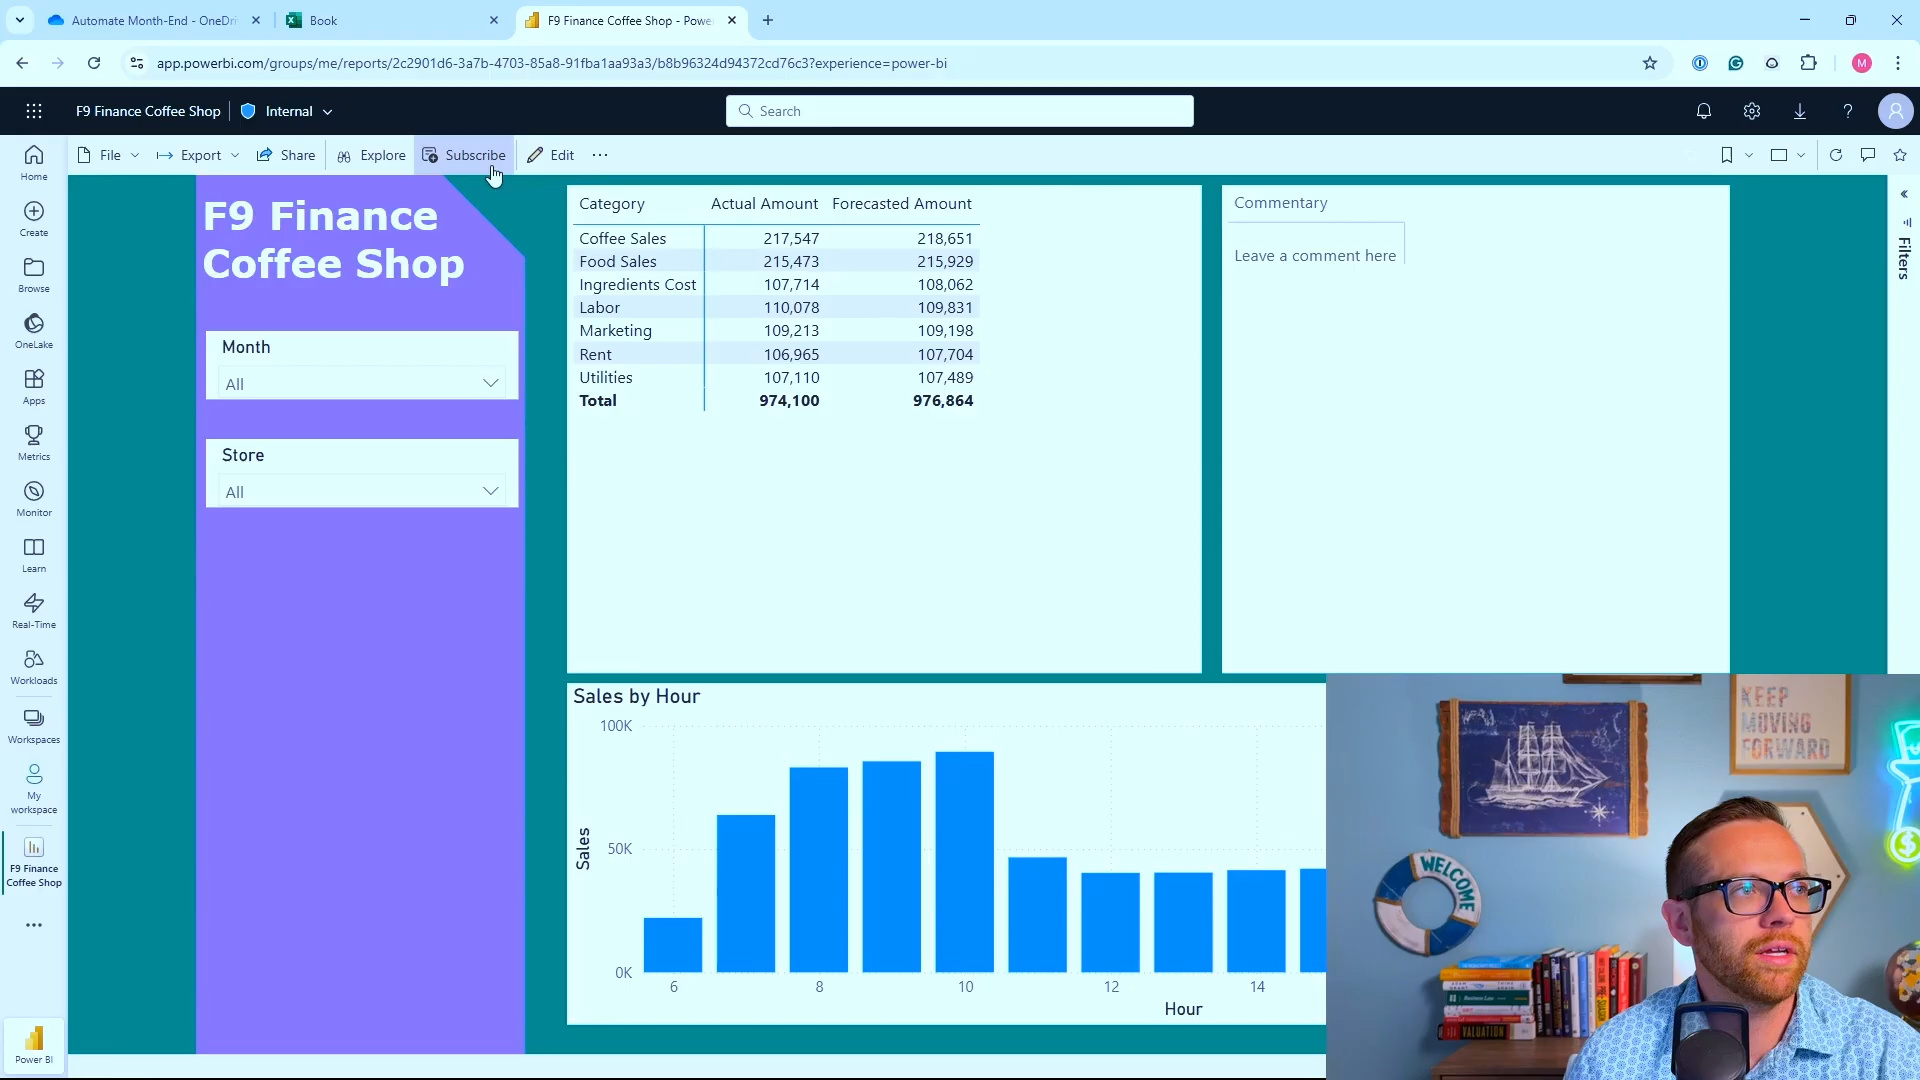 Automate Month-End - OneDri
Book
F9 Finance Coffee Shop - Powe
app.powerbi.com/groups/me/reports/2c2901d6-3a7b-4703-85a8-91fba1aa93a3/b8b96324d94372cd76c3?experience=power-bi
M
F9 Finance Coffee Shop
Internal
Search
File
Export
Share
Explore
Subscribe
Edit
Home
Create
Browse
OneLake
Apps
Metrics
Monitor
Learn
Real-Time
Workloads
Workspaces
My
workspace
F9 Finance
Coffee Shop
Power BI
F9 Finance
Coffee Shop
Month
All
Store
All
Category Actual Amount Forecasted Amount
Coffee Sales 217,547 218,651
Food Sales 215,473 215,929
Ingredients Cost 107,714 108,062
Labor 110,078 109,831
Marketing 109,213 109,198
Rent 106,965 107,704
Utilities 107,110 107,489
Total 974,100 976,864
Commentary
Leave a comment here
Filters
Sales by Hour
100K
50K
0K
Sales
6 8 10 12 14
Hour
KEEP
MOVING
FORWARD
WELCOME
VALUATION